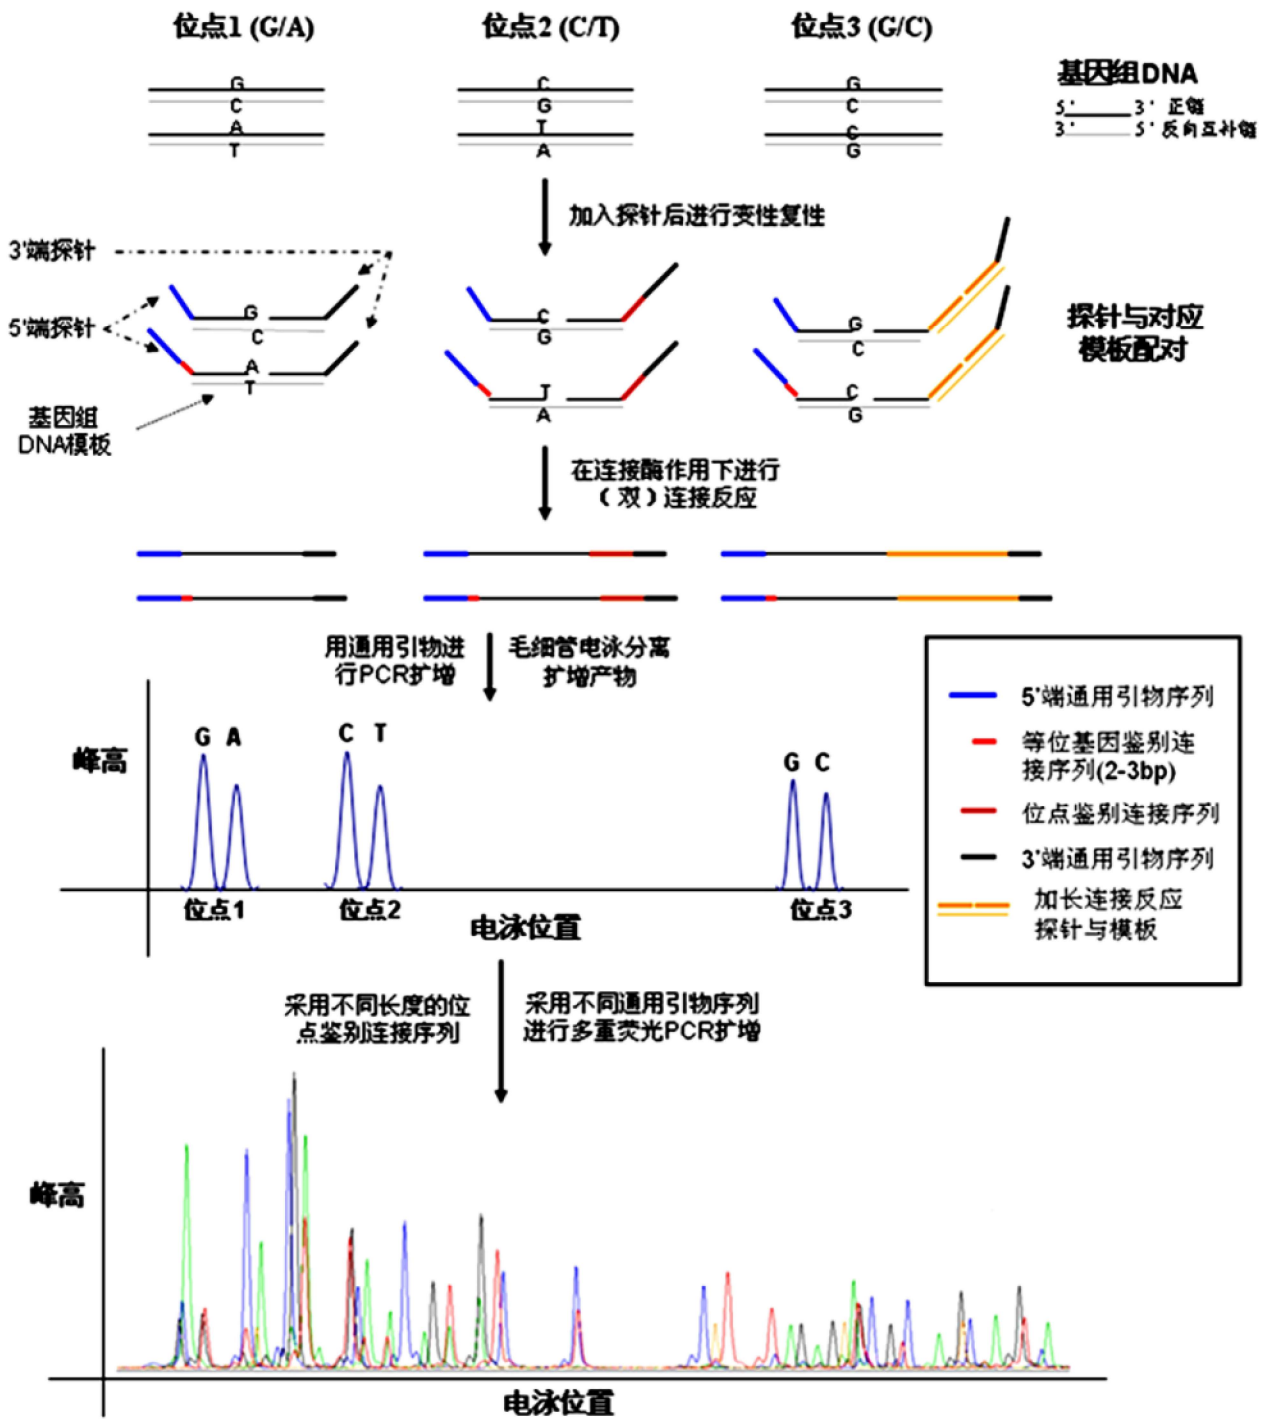 位点1 (G/A)
位点2 (C/T)
位点3 (G/C)
G
C
A
T
C
G
T
A
G
C
C
G
基因组DNA
5' 3' 正链
3' 5' 反向互补链
加入探针后进行变性复性
3'端探针
5'端探针
基因组
DNA模板
G
C
A
T
C
G
T
A
G
C
C
G
探针与对应
模板配对
在连接酶作用下进行
（双）连接反应
用通用引物进
行PCR扩增
毛细管电泳分离
扩增产物
峰高
G A
C T
G C
位点1
位点2
位点3
电泳位置
5'端通用引物序列
等位基因鉴别连
接序列(2-3bp)
位点鉴别连接序列
3'端通用引物序列
加长连接反应
探针与模板
采用不同长度的位
点鉴别连接序列
采用不同通用引物序列
进行多重荧光PCR扩增
峰高
电泳位置